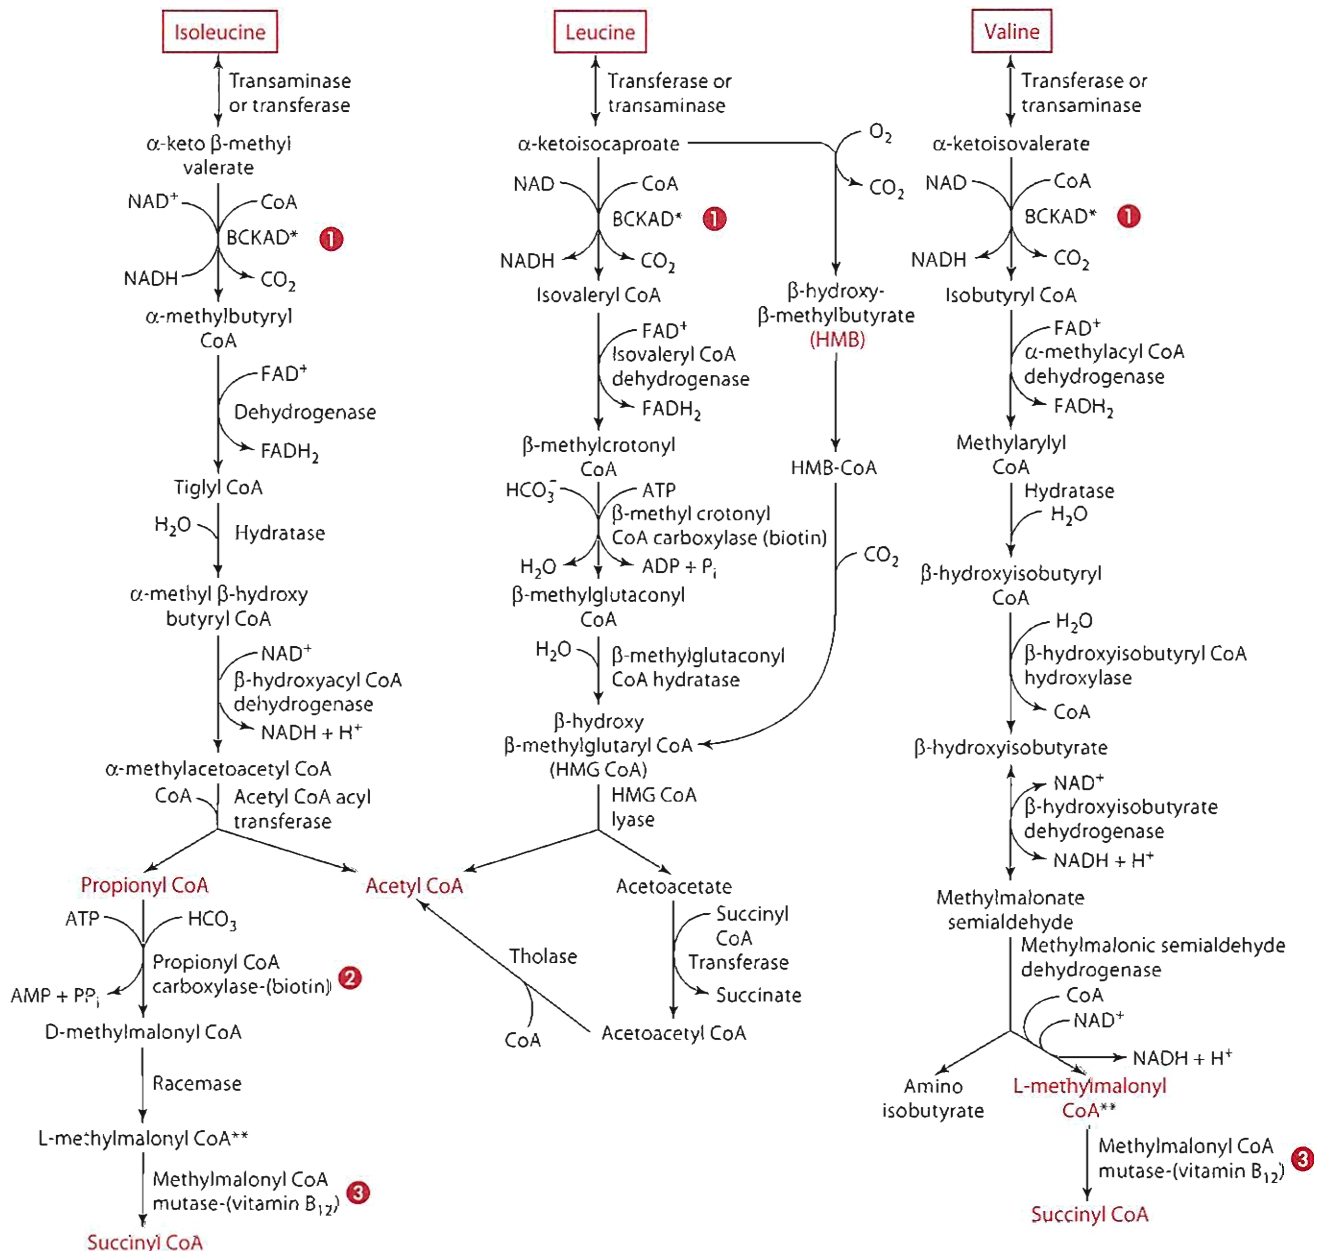 Isoleucine
Transaminase
or transferase
α-keto β-methyl
valerate
NAD⁺
CoA
BCKAD*
1
NADH
CO₂
α-methylbutyryl
CoA
FAD⁺
Dehydrogenase
FADH₂
Tiglyl CoA
H₂O
Hydratase
α-methyl β-hydroxy
butyryl CoA
NAD⁺
β-hydroxyacyl CoA
dehydrogenase
NADH + H⁺
α-methylacetoacetyl CoA
CoA
Acetyl CoA acyl
transferase
Propionyl CoA
Acetyl CoA
ATP
HCO₃
Propionyl CoA
carboxylase-(biotin)
2
AMP + PPᵢ
D-methylmalonyl CoA
Racemase
L-methylmalonyl CoA**
Methylmalonyl CoA
mutase-(vitamin B₁₂)
3
Succinyl CoA
Leucine
Transferase or
transaminase
α-ketoisocaproate
O₂
CO₂
NAD
CoA
BCKAD*
1
NADH
CO₂
Isovaleryl CoA
β-hydroxy-
β-methylbutyrate
(HMB)
FAD⁺
Isovaleryl CoA
dehydrogenase
FADH₂
β-methylcrotonyl
CoA
HMB-CoA
HCO₃⁻
ATP
β-methyl crotonyl
CoA carboxylase (biotin)
H₂O
ADP + Pᵢ
CO₂
β-methylglutaconyl
CoA
H₂O
β-methylglutaconyl
CoA hydratase
β-hydroxy
β-methylglutaryl CoA
(HMG CoA)
HMG CoA
lyase
Acetoacetate
Succinyl
CoA
Transferase
Succinate
Tholase
CoA
Acetoacetyl CoA
Valine
Transferase or
transaminase
α-ketoisovalerate
NAD
CoA
BCKAD*
1
NADH
CO₂
Isobutyryl CoA
FAD⁺
α-methylacyl CoA
dehydrogenase
FADH₂
Methylarylyl
CoA
Hydratase
H₂O
β-hydroxyisobutyryl
CoA
H₂O
β-hydroxyisobutyryl CoA
hydroxylase
CoA
β-hydroxyisobutyrate
NAD⁺
β-hydroxyisobutyrate
dehydrogenase
NADH + H⁺
Methylmalonate
semialdehyde
Methylmalonic semialdehyde
dehydrogenase
CoA
NAD⁺
NADH + H⁺
Amino
isobutyrate
L-methylmalonyl
CoA**
Methylmalonyl CoA
mutase-(vitamin B₁₂)
3
Succinyl CoA